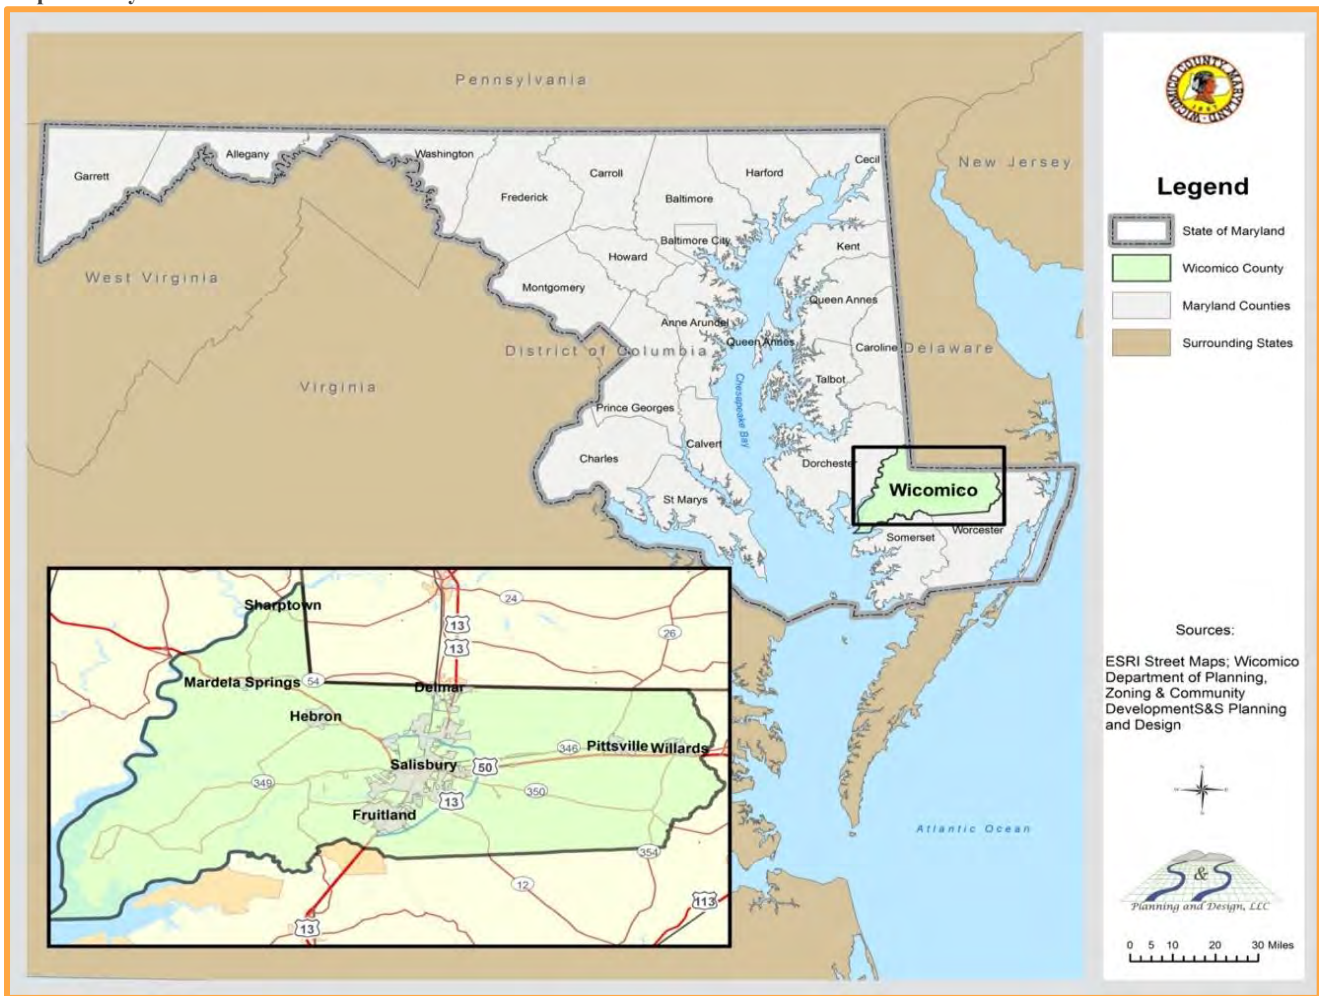 Pennsylvania
New Jersey
Garrett
Allegany
Washington
Frederick
Carroll
Baltimore
Harford
Cecil
Baltimore City
Howard
Montgomery
Kent
Queen Annes
Anne Arundel
Queen Annes
Caroline
Delaware
West Virginia
District of Columbia
Virginia
Talbot
Chesapeake Bay
Prince Georges
Calvert
Charles
Dorchester
St Marys
Wicomico
Somerset
Worcester
Atlantic Ocean
Sharptown
24
13
13
26
Mardela Springs
54
Delmar
Hebron
346
Pittsville
Willards
Salisbury
50
349
350
13
Fruitland
354
12
113
13
WICOMICO COUNTY, MARYLAND
1867
Legend
State of Maryland
Wicomico County
Maryland Counties
Surrounding States
Sources:
ESRI Street Maps; Wicomico
Department of Planning,
Zoning & Community
DevelopmentS&S Planning
and Design
S & S
Planning and Design, LLC
0 5 10 20 30 Miles